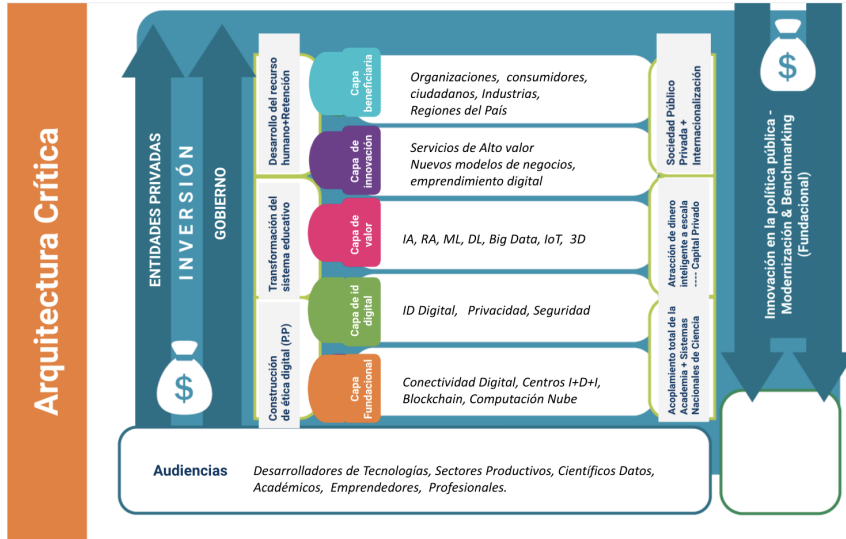 Arquitectura Crítica
ENTIDADES PRIVADAS
INVERSIÓN
GOBIERNO
$
Desarrollo del recurso
humano+Retención
Transformación del
sistema educativo
Construcción
de ética digital (P.P)
Capa
beneficiaria
Organizaciones, consumidores,
ciudadanos, Industrias,
Regiones del País
Capa de
innovación
Servicios de Alto valor
Nuevos modelos de negocios,
emprendimiento digital
Capa de
valor
IA, RA, ML, DL, Big Data, IoT, 3D
Capa de id
digital
ID Digital, Privacidad, Seguridad
Capa
Fundacional
Conectividad Digital, Centros I+D+I,
Blockchain, Computación Nube
Sociedad Público
Privada +
Internacionalización
Atracción de dinero
inteligente a escala
---- Capital Privado
Acoplamiento total de la
Academia + Sistemas
Nacionales de Ciencia
$
Innovación en la política pública -
Modernización & Benchmarking
(Fundacional)
Audiencias
Desarrolladores de Tecnologías, Sectores Productivos, Científicos Datos,
Académicos, Emprendedores, Profesionales.